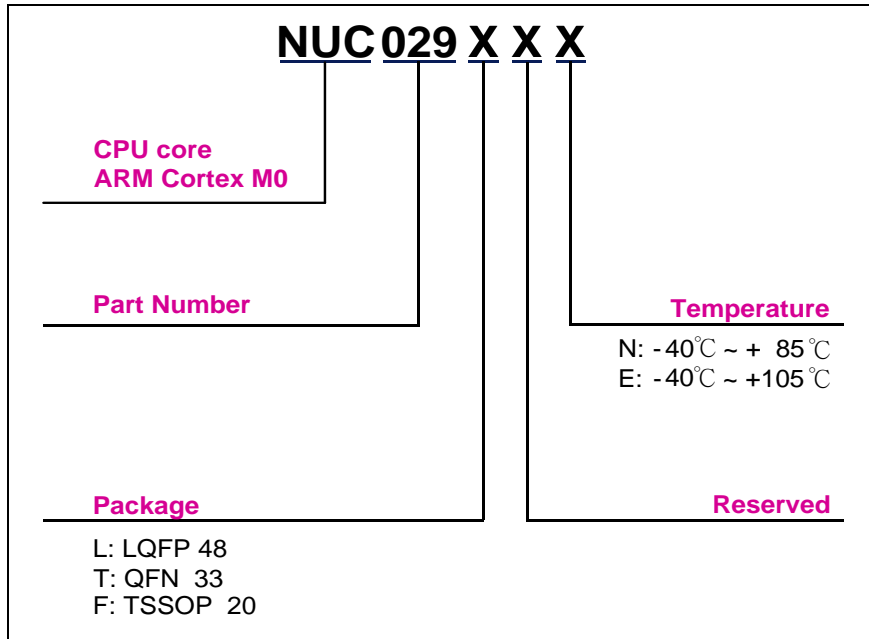 NUC029 X X X
CPU core
ARM Cortex M0
Part Number
Temperature
N: -40℃ ~ + 85℃
E: -40℃ ~ +105℃
Package
L: LQFP 48
T: QFN 33
F: TSSOP 20
Reserved